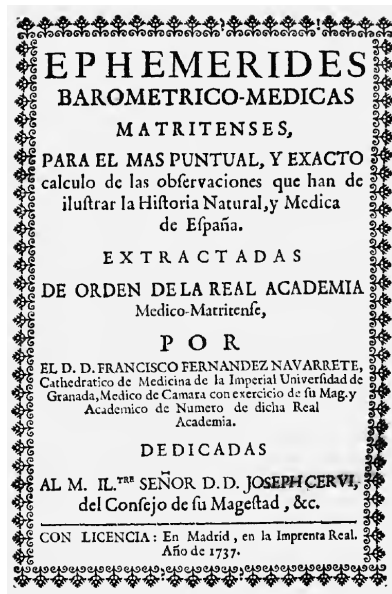 EPHEMERIDES
BAROMETRICO-MEDICAS
MATRITENSES,
PARA EL MAS PUNTUAL, Y EXACTO
calculo de las obſervaciones que han de
iluſtrar la Hiſtoria Natural, y Medica
de Eſpaña.
EXTRACTADAS
DE ORDEN DE LA REAL ACADEMIA
Medico-Matritenſe,
POR
EL D. D. FRANCISCO FERNANDEZ NAVARRETE,
Cathedratico de Medicina de la Imperial Univerſidad de
Granada, Medico de Camara con exercicio de ſu Mag. y
Academico de Numero de dicha Real
Academia.
DEDICADAS
AL M. IL.TRE SEÑOR D. D. JOSEPH CERVI,
del Conſejo de ſu Mageſtad, &c.
CON LICENCIA: En Madrid, en la Imprenta Real.
Año de 1737.